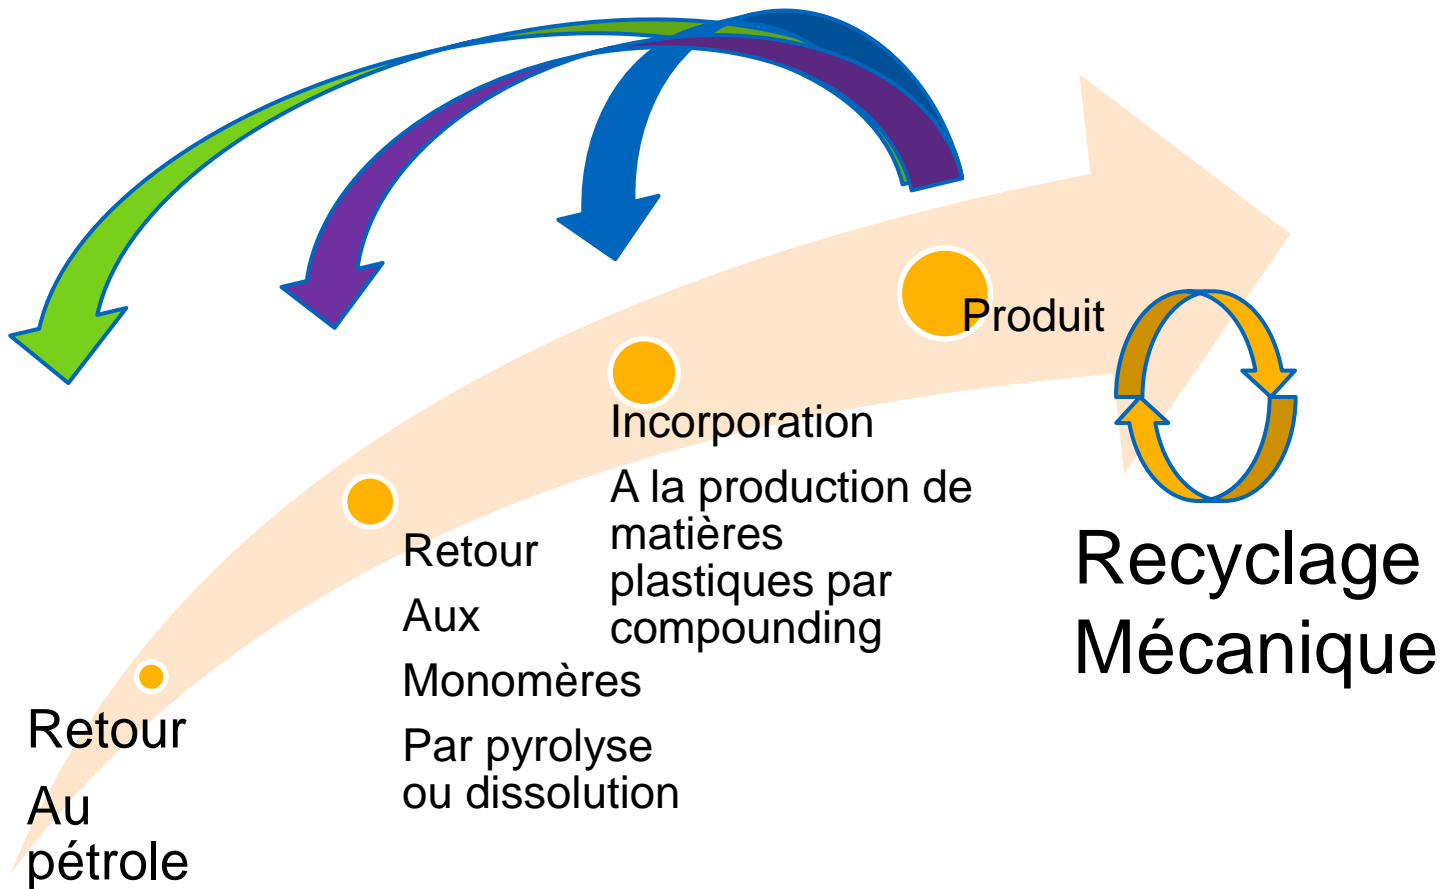 Retour
Au
pétrole
Retour
Aux
Monomères
Par pyrolyse
ou dissolution
Incorporation
A la production de
matières
plastiques par
compounding
Produit
Recyclage
Mécanique